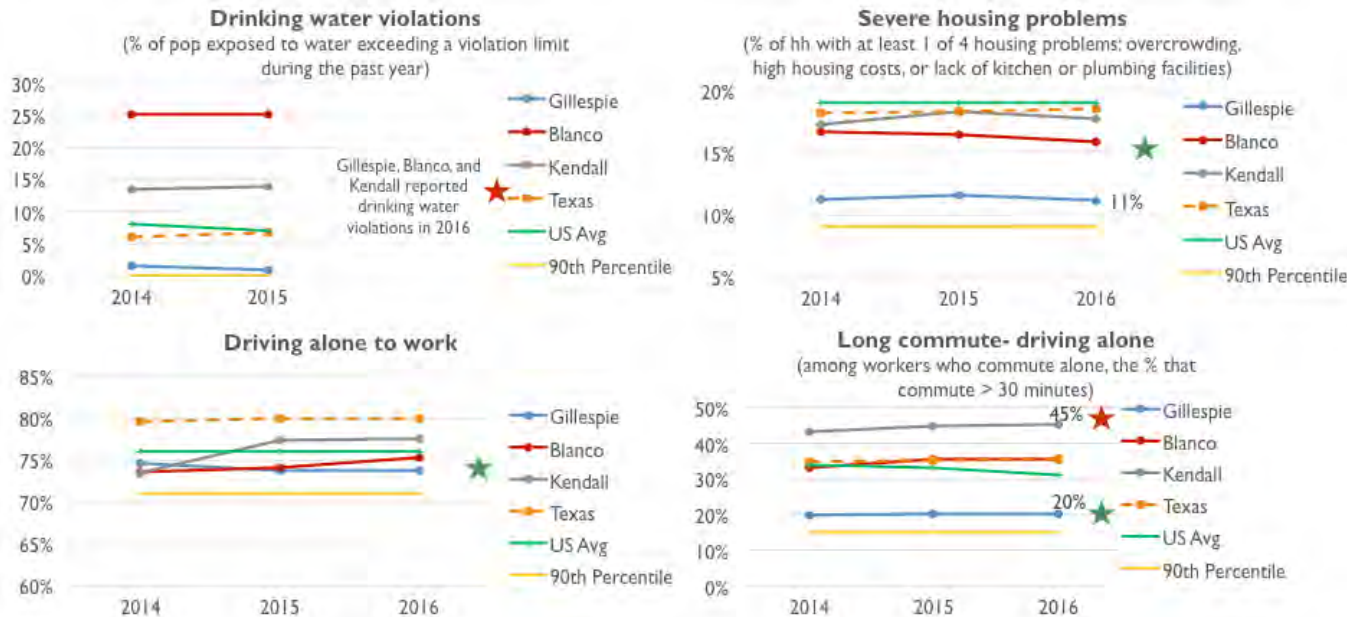 Drinking water violations
(% of pop exposed to water exceeding a violation limit
during the past year)
30%
25%
20%
15%
10%
5%
0%
2014 2015
Gillespie, Blanco, and
Kendall reported
drinking water
violations in 2016
Gillespie
Blanco
Kendall
Texas
US Avg
90th Percentile
Severe housing problems
(% of hh with at least 1 of 4 housing problems: overcrowding,
high housing costs, or lack of kitchen or plumbing facilities)
20%
15%
10%
5%
11%
2014 2015 2016
Gillespie
Blanco
Kendall
Texas
US Avg
90th Percentile
Driving alone to work
85%
80%
75%
70%
65%
60%
2014 2015 2016
Gillespie
Blanco
Kendall
Texas
US Avg
90th Percentile
Long commute- driving alone
(among workers who commute alone, the % that
commute > 30 minutes)
50%
40%
30%
20%
10%
0%
45%
20%
2014 2015 2016
Gillespie
Blanco
Kendall
Texas
US Avg
90th Percentile